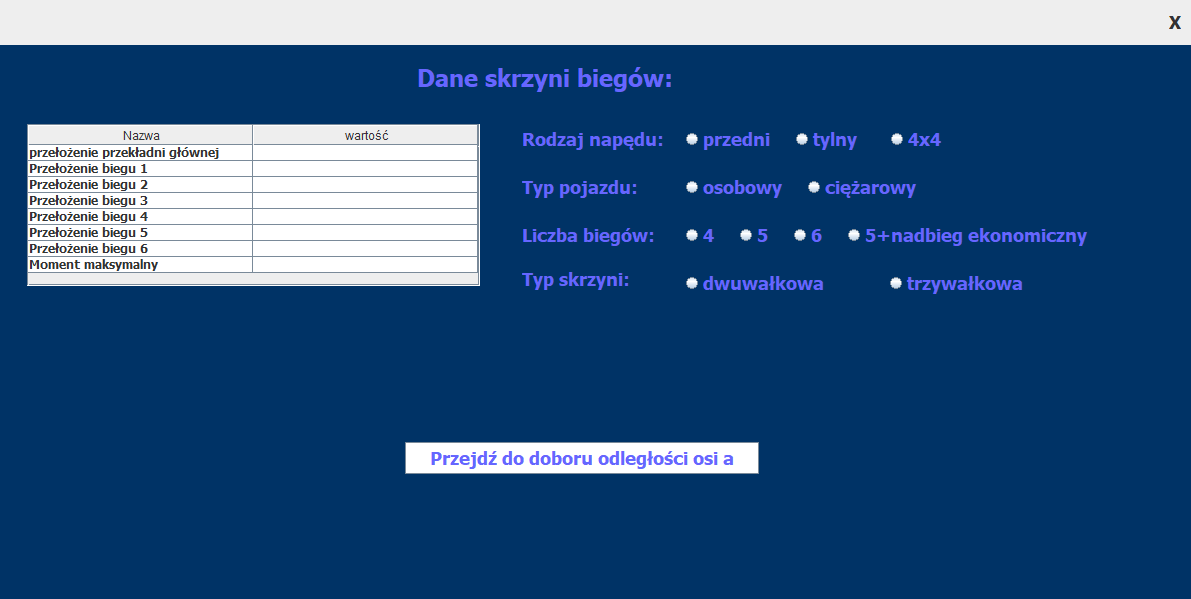 X
Dane skrzyni biegów:
Nazwa wartość
przełożenie przekładni głównej
Przełożenie biegu 1
Przełożenie biegu 2
Przełożenie biegu 3
Przełożenie biegu 4
Przełożenie biegu 5
Przełożenie biegu 6
Moment maksymalny
Rodzaj napędu: przedni tylny 4x4
Typ pojazdu: osobowy ciężarowy
Liczba biegów: 4 5 6 5+nadbieg ekonomiczny
Typ skrzyni: dwuwałkowa trzywałkowa
Przejdź do doboru odległości osi a